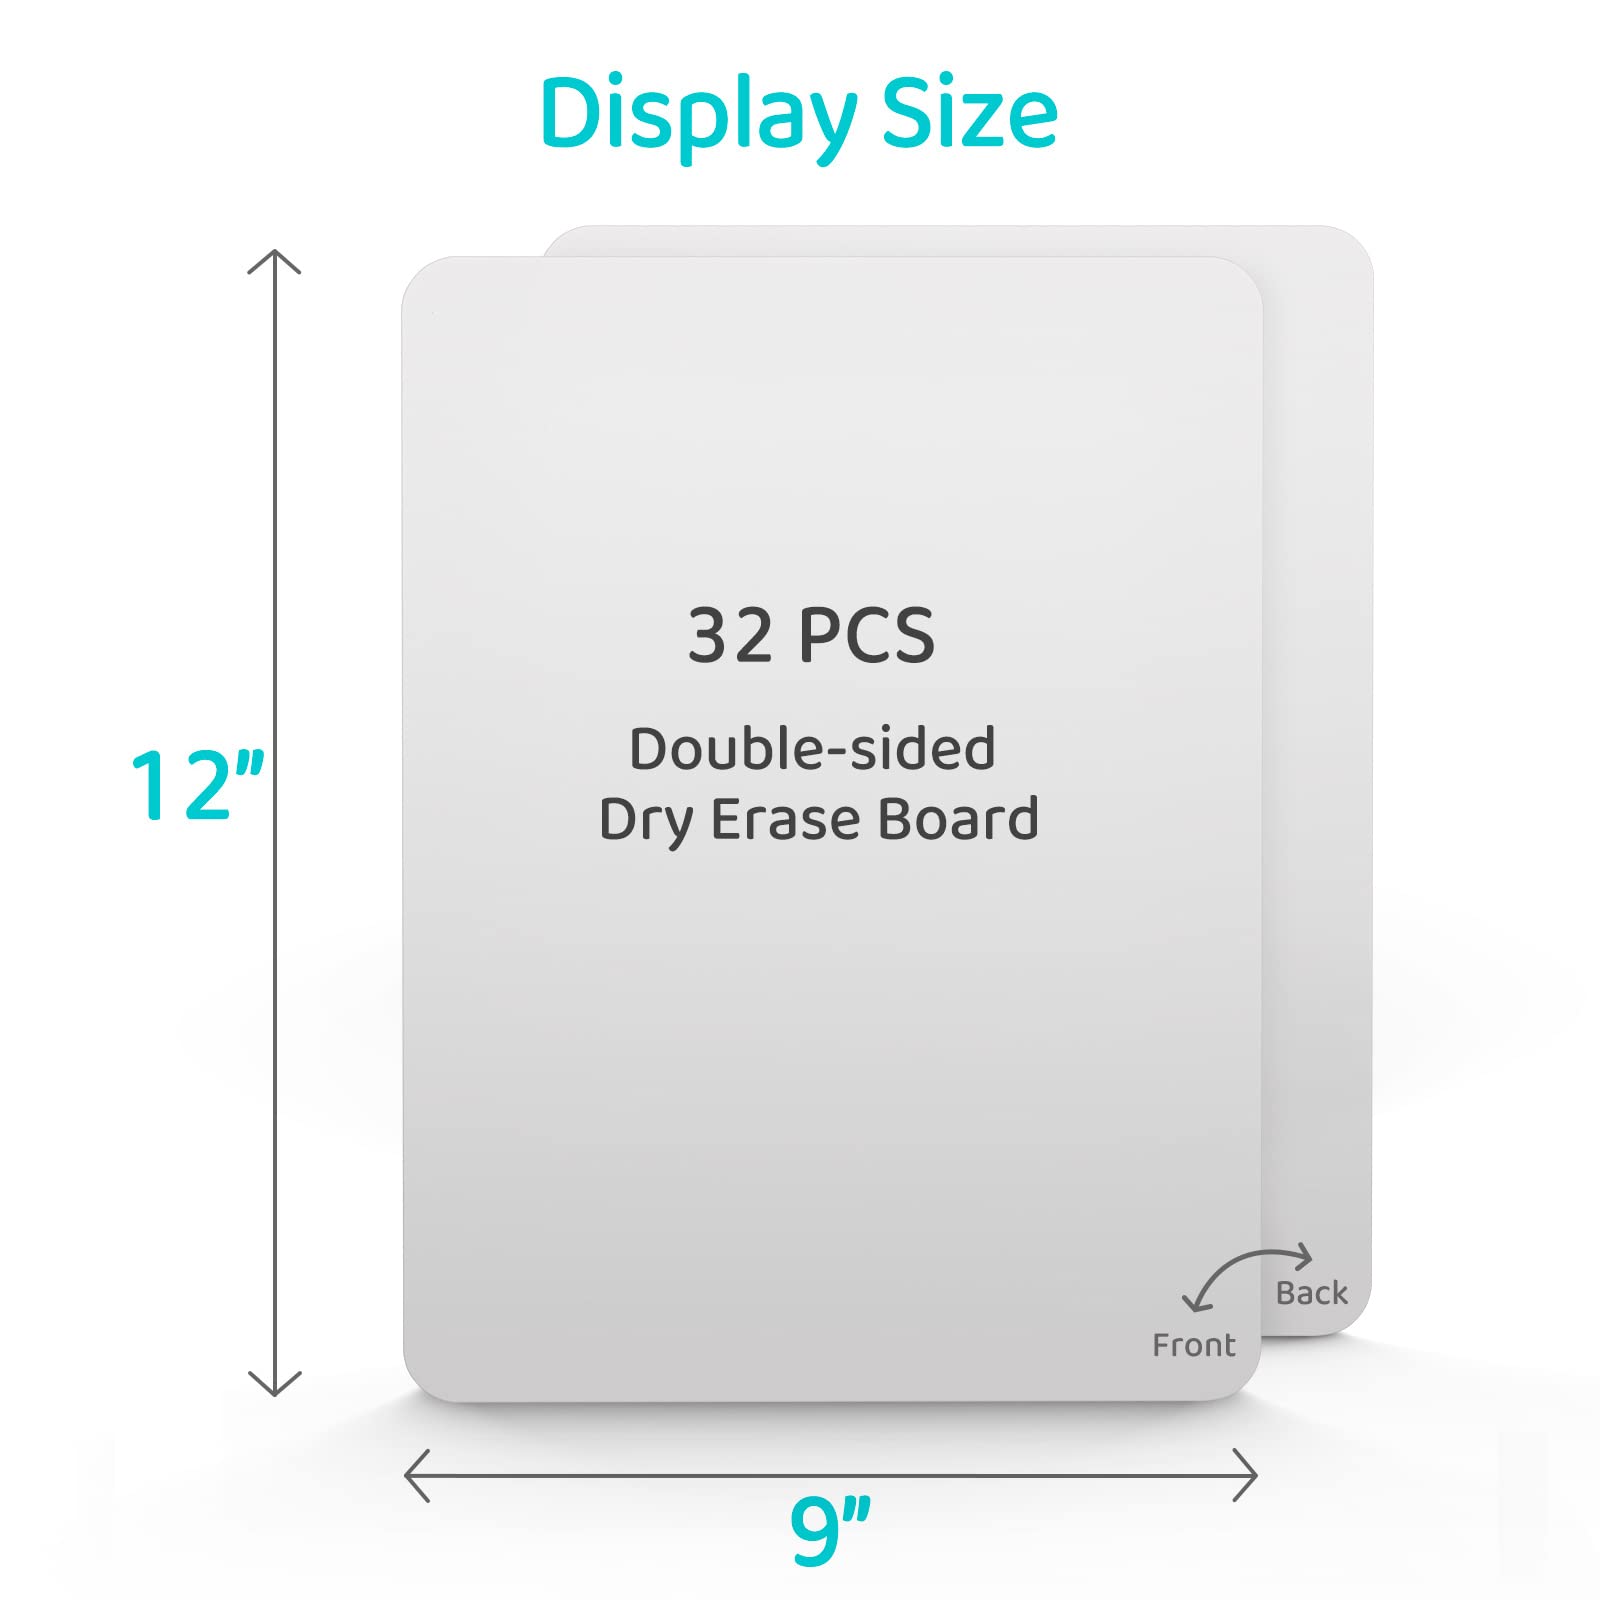 Display Size
32 PCS
Double-sided
Dry Erase Board
12"
Back
Front
9"